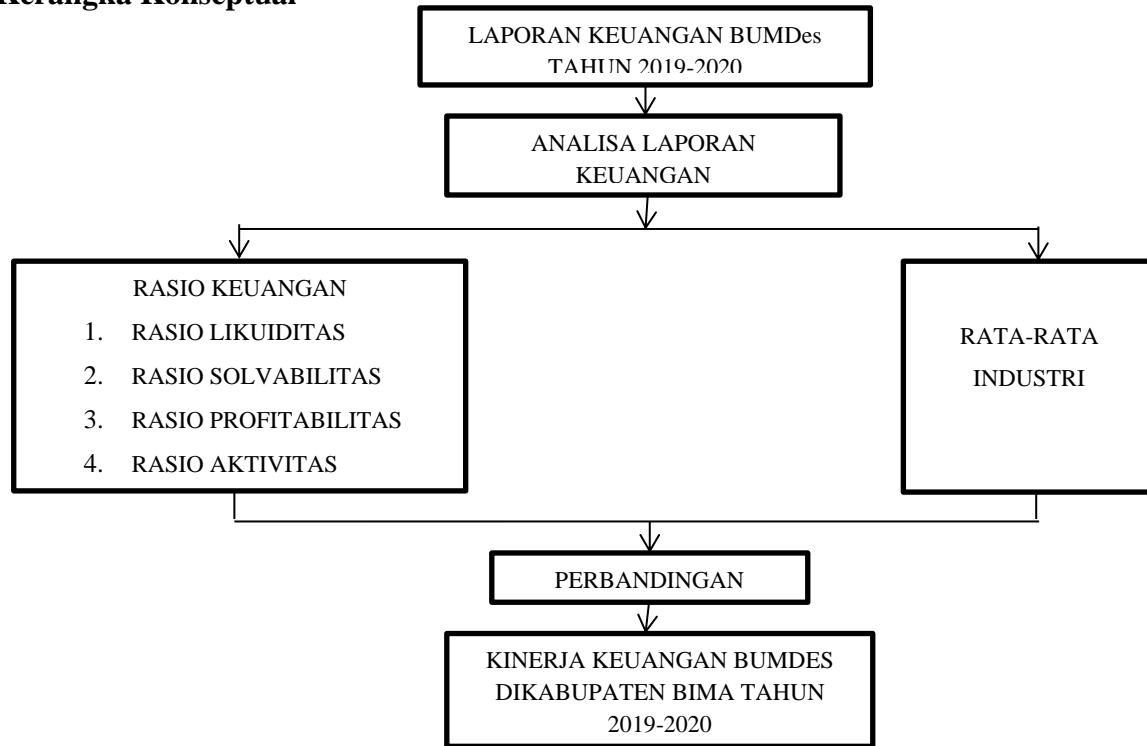 Kerangka Konseptual
LAPORAN KEUANGAN BUMDes
TAHUN 2019-2020
ANALISA LAPORAN
KEUANGAN
RASIO KEUANGAN
1. RASIO LIKUIDITAS
2. RASIO SOLVABILITAS
3. RASIO PROFITABILITAS
4. RASIO AKTIVITAS
RATA-RATA
INDUSTRI
PERBANDINGAN
KINERJA KEUANGAN BUMDES
DIKABUPATEN BIMA TAHUN
2019-2020